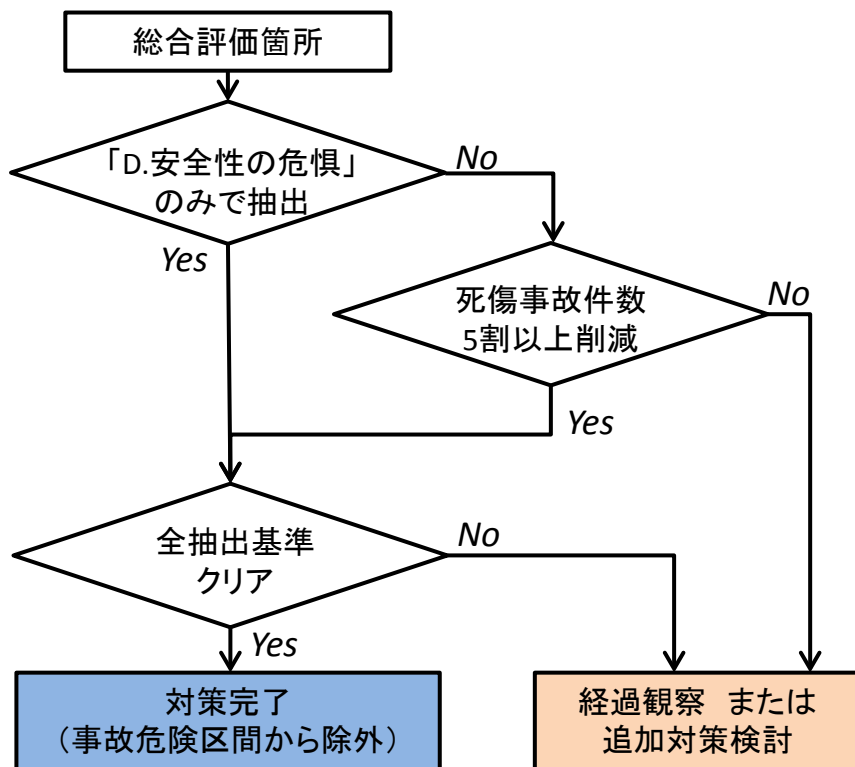 総合評価箇所
「D.安全性の危惧」
のみで抽出
No
Yes
死傷事故件数
5割以上削減
No
Yes
全抽出基準
クリア
No
Yes
対策完了
（事故危険区間から除外）
経過観察 または
追加対策検討